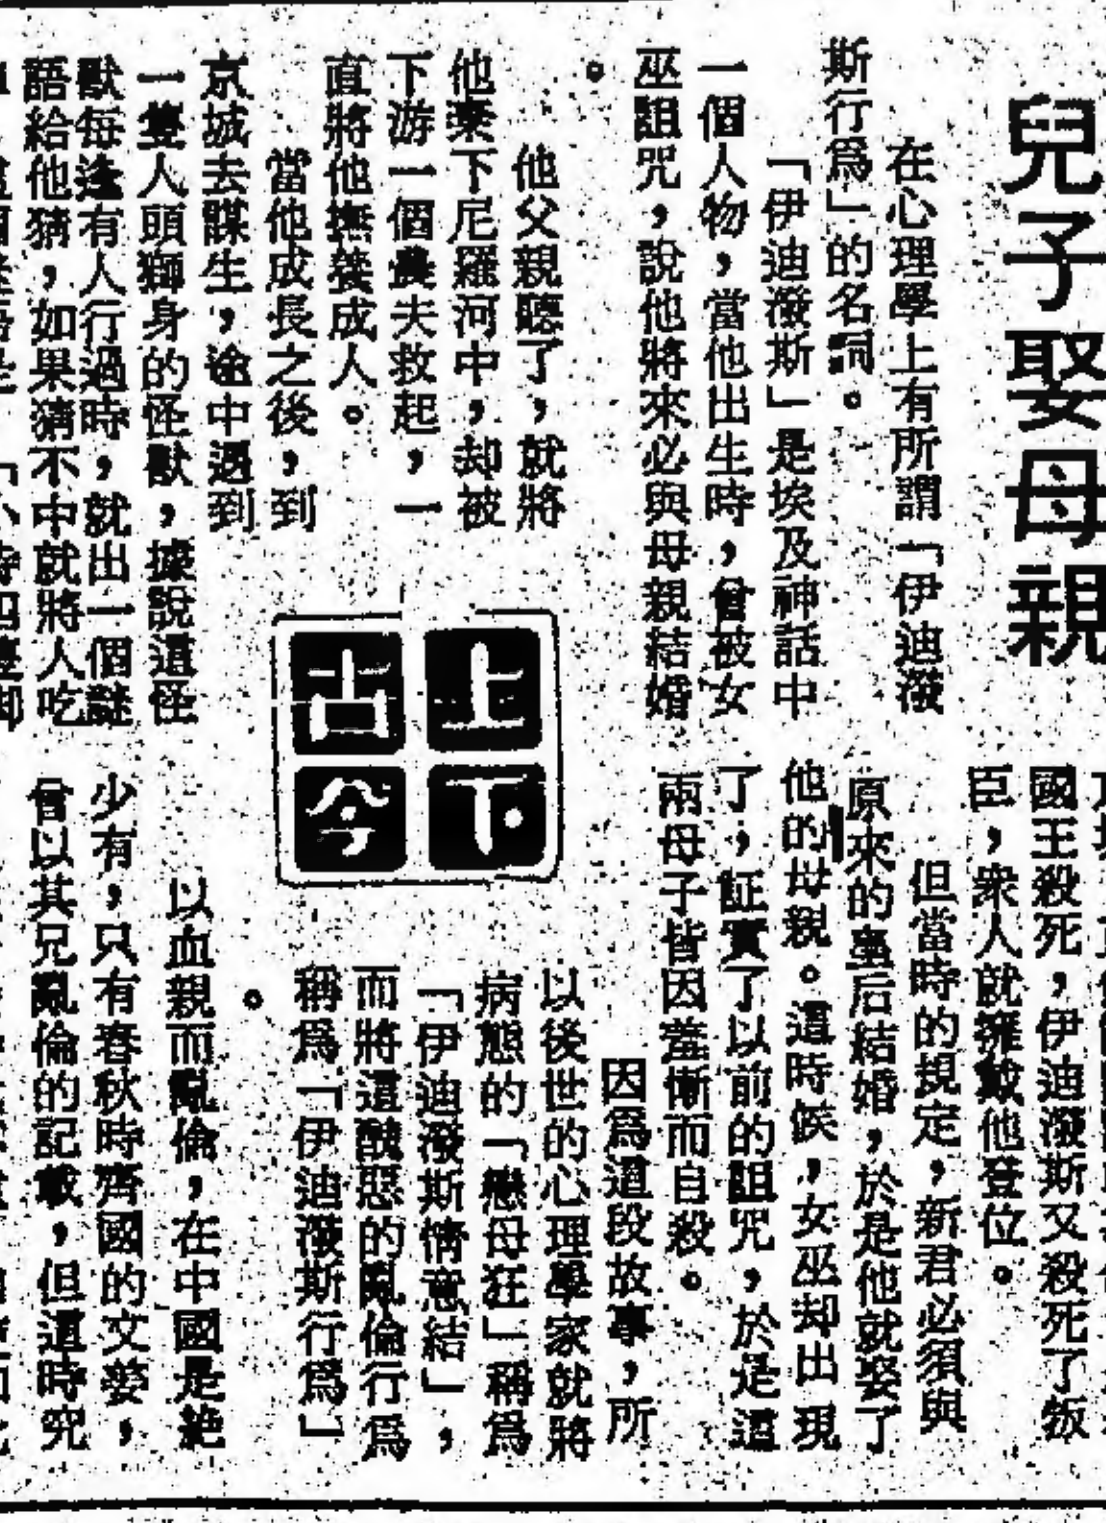 兒子娶母親
在心理學上有所謂「伊迪潑
斯行爲」的名詞。
「伊迪潑斯」是埃及神話中
一個人物，當他出生時，曾被女
巫詛咒，說他將來必與母親結婚
。
他父親聽了，就將
他棄下尼羅河中，却被
下游一個農夫救起，一
直將他撫養成人。
當他成長之後，到
京城去謀生，途中遇到
一隻人頭獅身的怪獸，據說這怪
獸每逢有人行過時，就出一個謎
語給他猜，如果猜不中就將人吃
上下
古今
國王殺死，伊迪潑斯又殺死了叛
臣，衆人就擁戴他登位。
但當時的規定，新君必須與
原來的皇后結婚，於是他就娶了
他的母親。這時候，女巫却出現
了，証實了以前的詛咒，於是這
兩母子皆因羞慚而自殺。
因爲這段故事，所
以後世的心理學家就將
病態的「戀母狂」稱爲
「伊迪潑斯情意結」，
而將這醜惡的亂倫行爲
稱爲「伊迪潑斯行爲」
。
以血親而亂倫，在中國是絶
少有，只有春秋時齊國的文姜，
曾以其兄亂倫的記載，但這時究